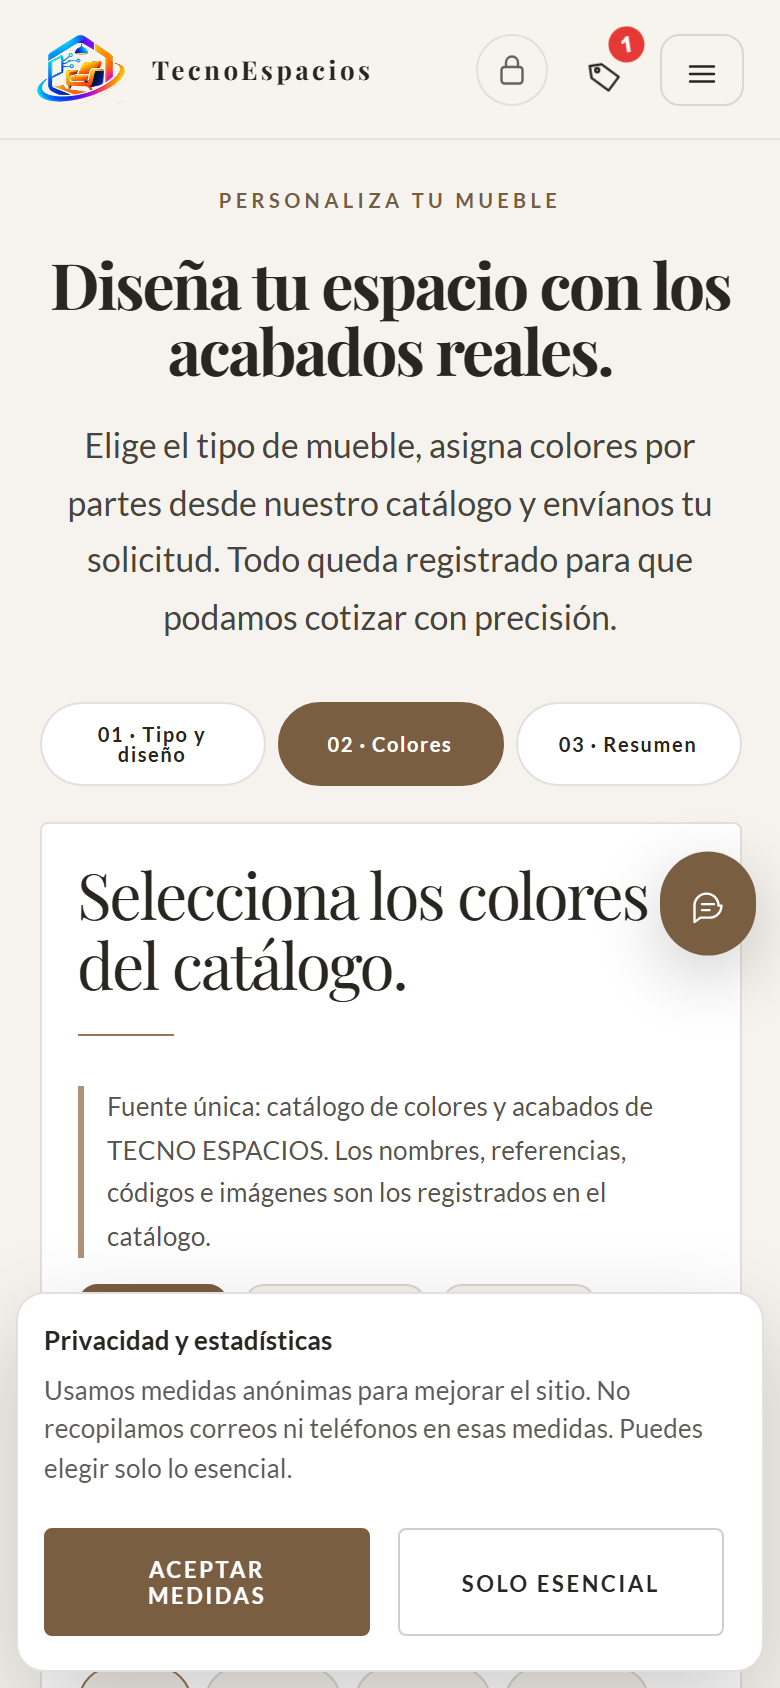 TecnoEspacios
1
PERSONALIZA TU MUEBLE
Diseña tu espacio con los
acabados reales.
Elige el tipo de mueble, asigna colores por
partes desde nuestro catálogo y envíanos tu
solicitud. Todo queda registrado para que
podamos cotizar con precisión.
01 · Tipo y
diseño
02 · Colores
03 · Resumen
Selecciona los colores
del catálogo.
Fuente única: catálogo de colores y acabados de
TECNO ESPACIOS. Los nombres, referencias,
códigos e imágenes son los registrados en el
catálogo.
Privacidad y estadísticas
Usamos medidas anónimas para mejorar el sitio. No
recopilamos correos ni teléfonos en esas medidas. Puedes
elegir solo lo esencial.
ACEPTAR
MEDIDAS
SOLO ESENCIAL